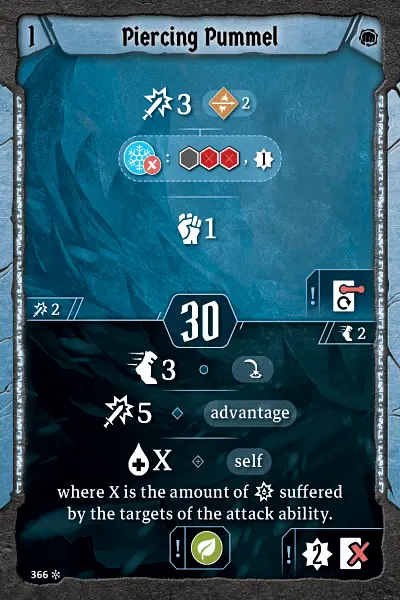 1 Piercing Pummel
3 2
: , 1
1
!
2 30 2
3
5 advantage
X self
where X is the amount of suffered
by the targets of the attack ability.
! ! 2
366